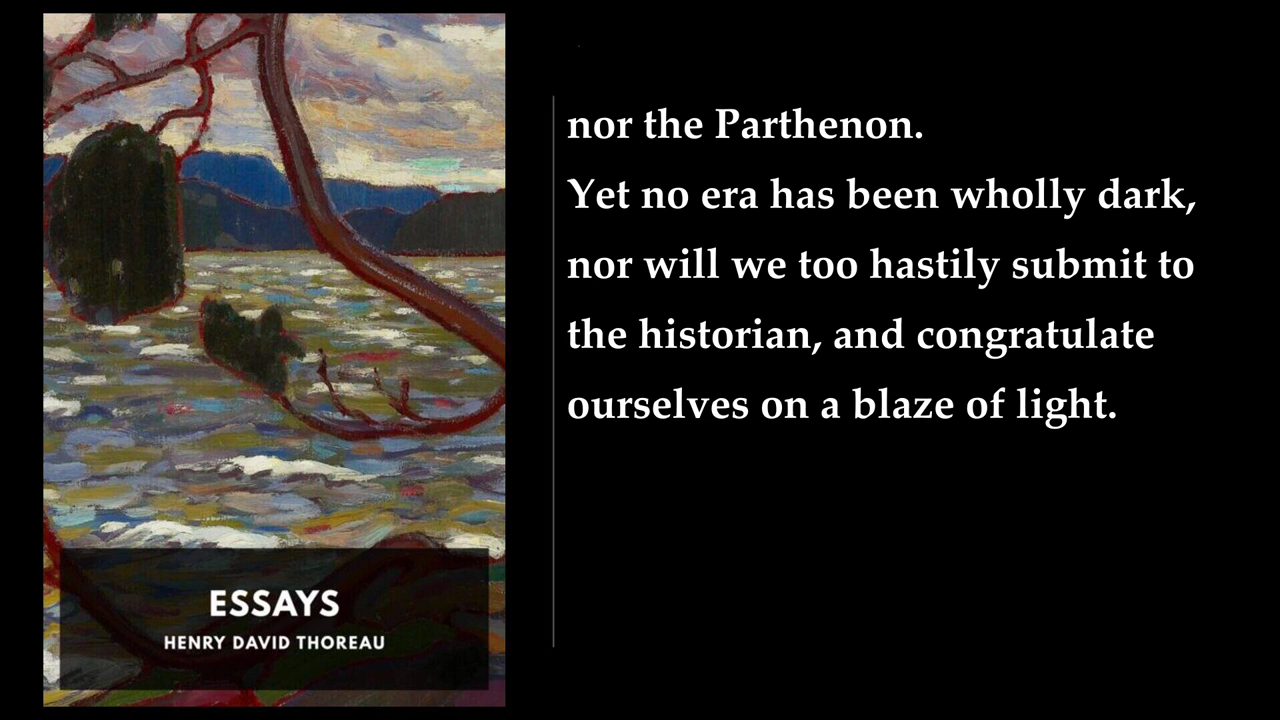 ESSAYS
HENRY DAVID THOREAU
nor the Parthenon.
Yet no era has been wholly dark,
nor will we too hastily submit to
the historian, and congratulate
ourselves on a blaze of light.